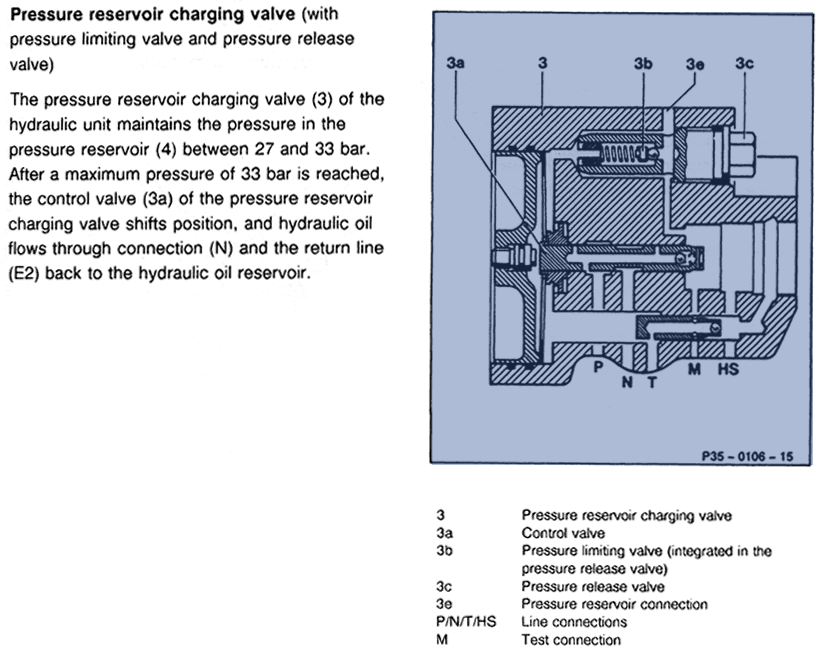 Pressure reservoir charging valve (with
pressure limiting valve and pressure release
valve)
The pressure reservoir charging valve (3) of the
hydraulic unit maintains the pressure in the
pressure reservoir (4) between 27 and 33 bar.
After a maximum pressure of 33 bar is reached,
the control valve (3a) of the pressure reservoir
charging valve shifts position, and hydraulic oil
flows through connection (N) and the return line
(E2) back to the hydraulic oil reservoir.
3a 3 3b 3e 3c
P N T M HS
P35 – 0106 – 15
3 Pressure reservoir charging valve
3a Control valve
3b Pressure limiting valve (integrated in the
pressure release valve)
3c Pressure release valve
3e Pressure reservoir connection
P/N/T/HS Line connections
M Test connection